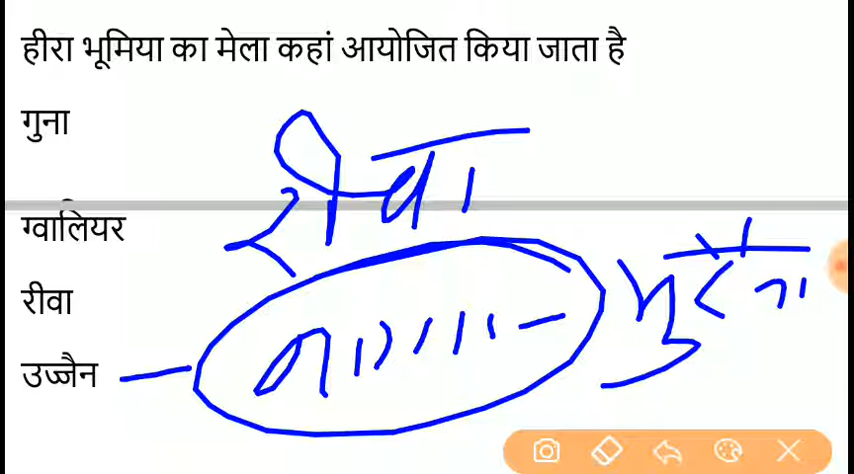 हीरा भूमिया का मेला कहां आयोजित किया जाता है
गुना
रीवा
ग्वालियर
रीवा
उज्जैन